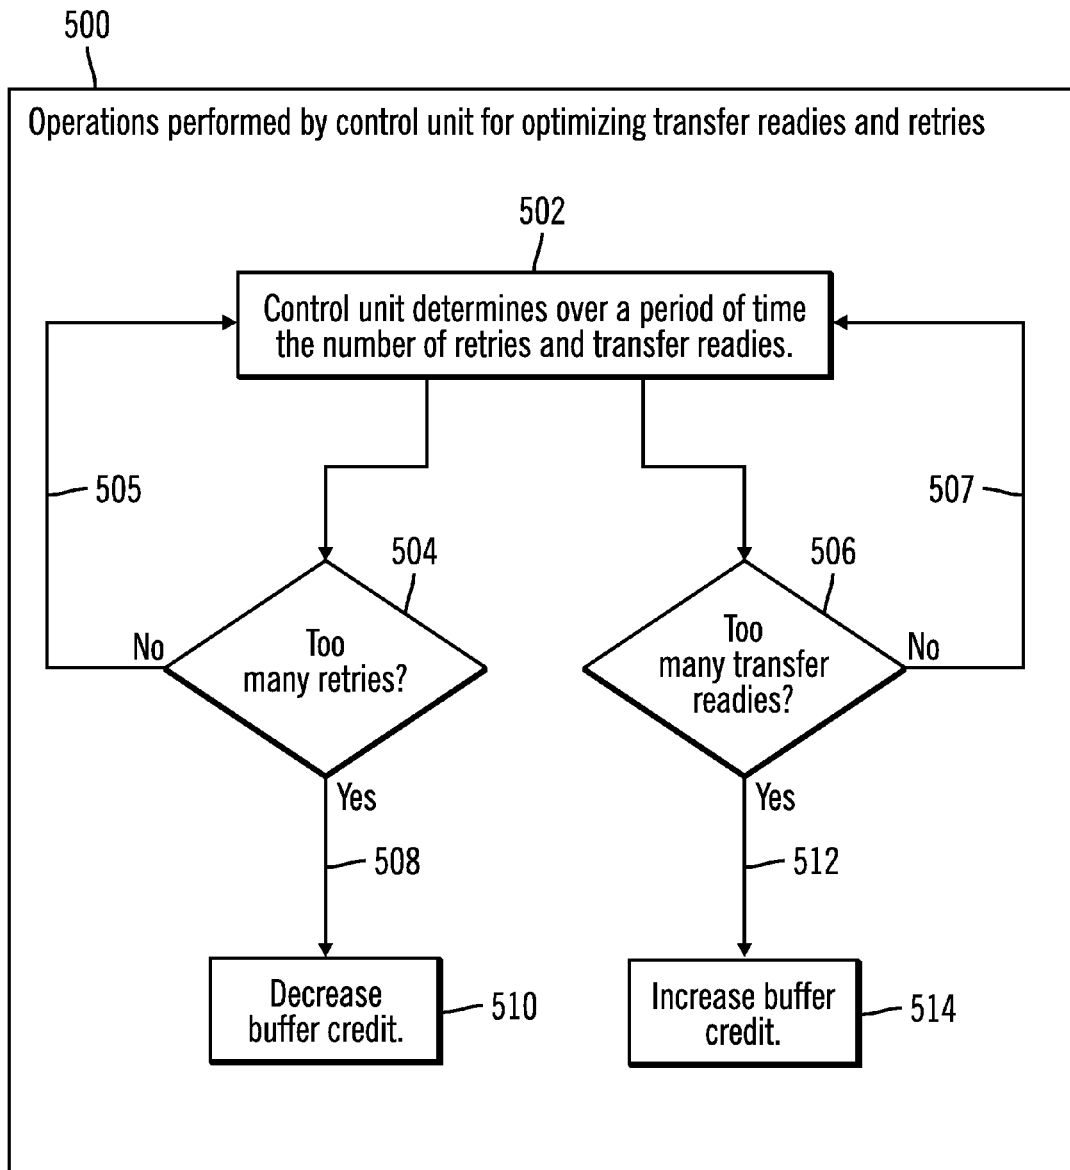 500
Operations performed by control unit for optimizing transfer readies and retries
502
Control unit determines over a period of time
the number of retries and transfer readies.
505
507
504
506
No
Too
many retries?
Too
many transfer
readies?
No
Yes
Yes
508
512
Decrease
buffer credit.
510
Increase buffer
credit.
514